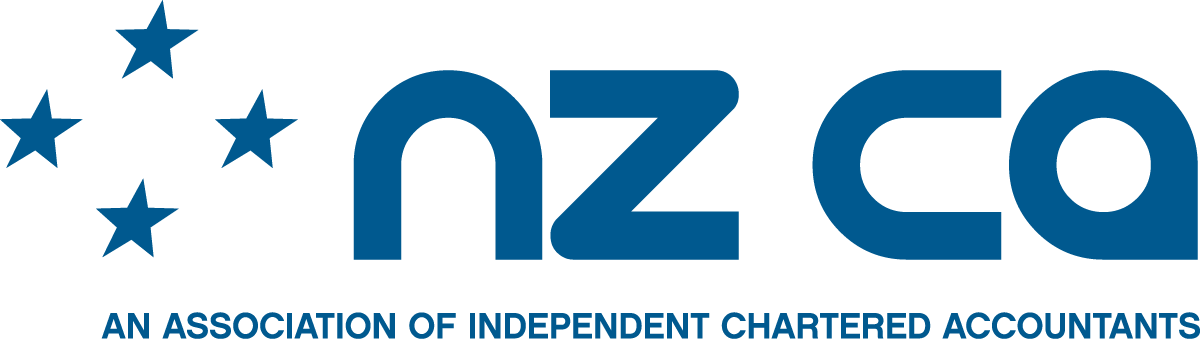 nz ca
AN ASSOCIATION OF INDEPENDENT CHARTERED ACCOUNTANTS